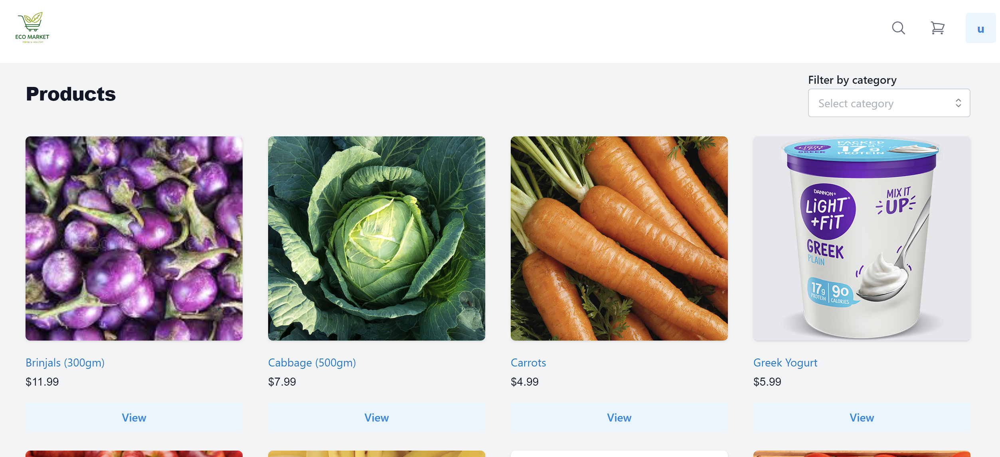 ECO MARKET
FRESH & HEALTHY
u
Products
Filter by category
Select category
PACKED
WITH
17g
PROTEIN
LIGHT
+FIT
GREEK
DANNON®
LiGHT®
+FiT
GREEK
PLAIN
MIX IT
UP
17g
PROTEIN
90
CALORIES
Brinjals (300gm)
$11.99
View
Cabbage (500gm)
$7.99
View
Carrots
$4.99
View
Greek Yogurt
$5.99
View